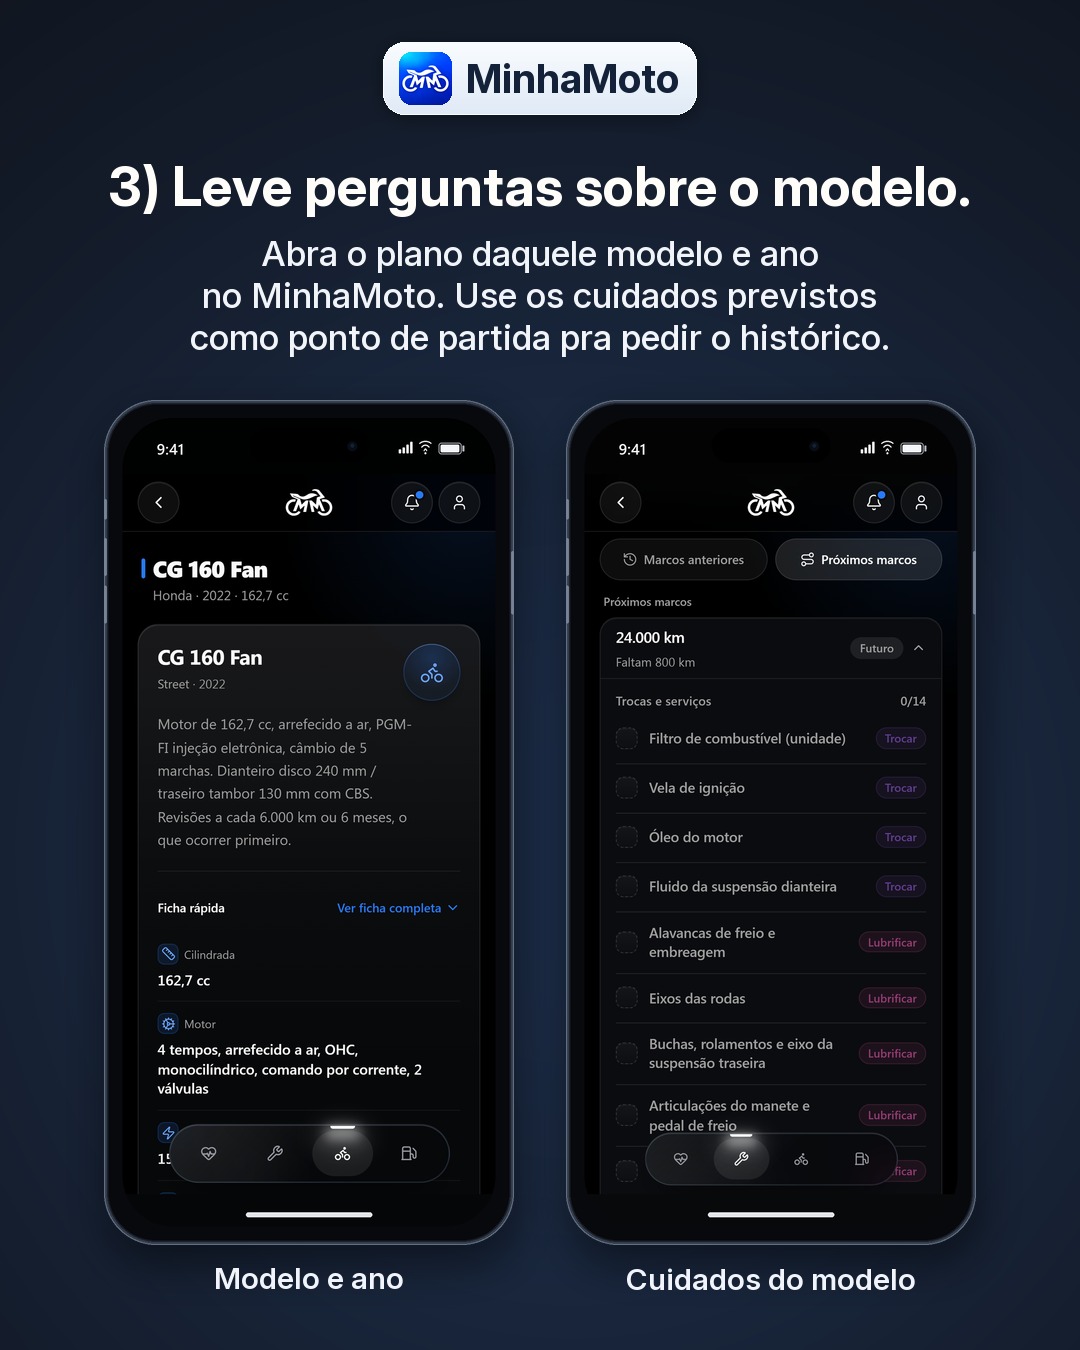 MinhaMoto
3) Leve perguntas sobre o modelo.
Abra o plano daquele modelo e ano
no MinhaMoto. Use os cuidados previstos
como ponto de partida pra pedir o histórico.
9:41
MM
CG 160 Fan
Honda · 2022 · 162,7 cc
CG 160 Fan
Street · 2022
Motor de 162,7 cc, arrefecido a ar, PGM-
FI injeção eletrônica, câmbio de 5
marchas. Dianteiro disco 240 mm /
traseiro tambor 130 mm com CBS.
Revisões a cada 6.000 km ou 6 meses, o
que ocorrer primeiro.
Ficha rápida
Ver ficha completa
Cilindrada
162,7 cc
Motor
4 tempos, arrefecido a ar, OHC,
monocilíndrico, comando por corrente, 2
válvulas
Modelo e ano
9:41
MM
Marcos anteriores
Próximos marcos
Próximos marcos
24.000 km
Faltam 800 km
Futuro
Trocas e serviços
0/14
Filtro de combustível (unidade)
Trocar
Vela de ignição
Trocar
Óleo do motor
Trocar
Fluido da suspensão dianteira
Trocar
Alavancas de freio e
embreagem
Lubrificar
Eixos das rodas
Lubrificar
Buchas, rolamentos e eixo da
suspensão traseira
Lubrificar
Articulações do manete e
pedal de freio
Lubrificar
Cuidados do modelo